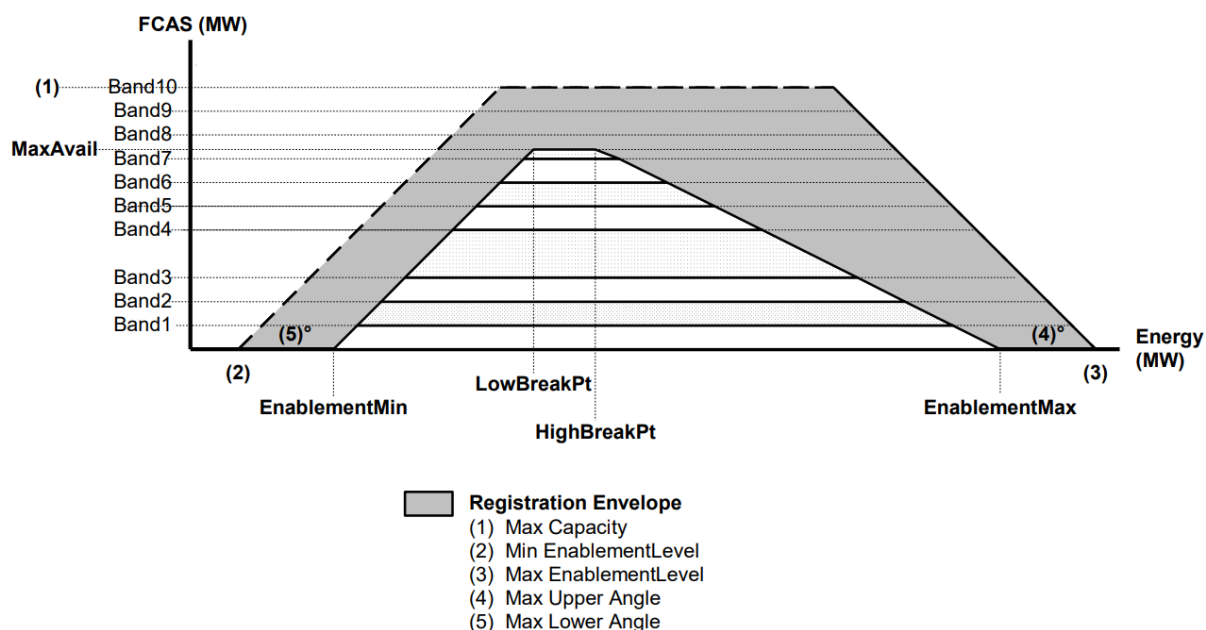 FCAS (MW)
(1)
Band10
Band9
Band8
MaxAvail
Band7
Band6
Band5
Band4
Band3
Band2
Band1
(5)°
(4)°
Energy
(MW)
(2)
(3)
LowBreakPt
EnablementMin
EnablementMax
HighBreakPt
Registration Envelope
(1) Max Capacity
(2) Min EnablementLevel
(3) Max EnablementLevel
(4) Max Upper Angle
(5) Max Lower Angle